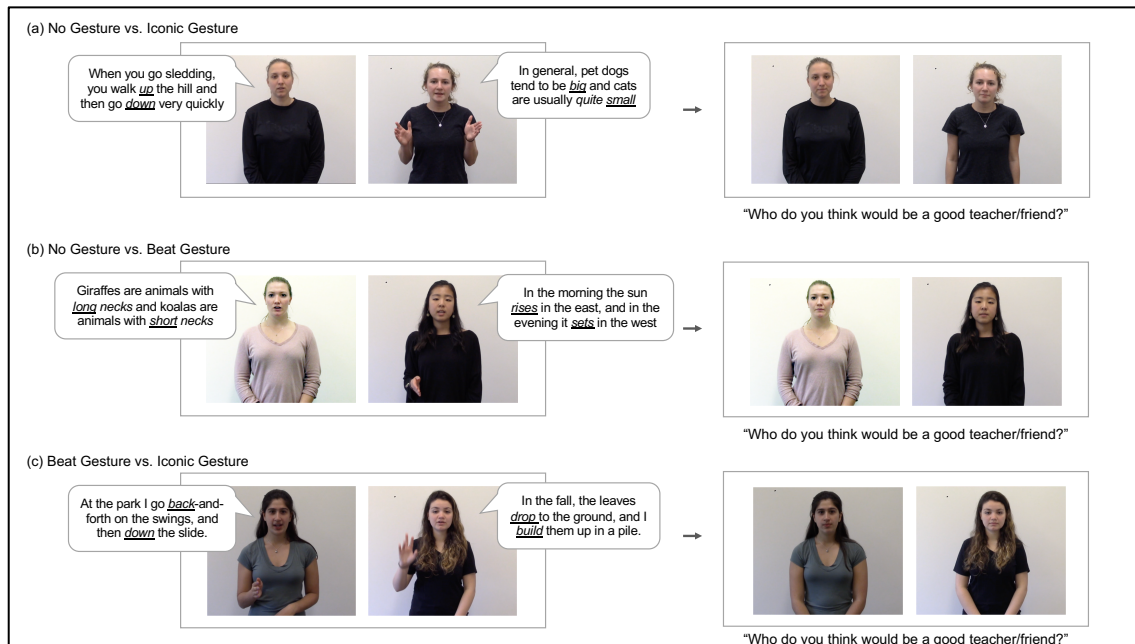 (a) No Gesture vs. Iconic Gesture
When you go sledding,
you walk up the hill and
then go down very quickly
In general, pet dogs
tend to be big and cats
are usually quite small
"Who do you think would be a good teacher/friend?"
(b) No Gesture vs. Beat Gesture
Giraffes are animals with
long necks and koalas are
animals with short necks
In the morning the sun
rises in the east, and in the
evening it sets in the west
"Who do you think would be a good teacher/friend?"
(c) Beat Gesture vs. Iconic Gesture
At the park I go back-and-
forth on the swings, and
then down the slide.
In the fall, the leaves
drop to the ground, and I
build them up in a pile.
"Who do you think would be a good teacher/friend?"